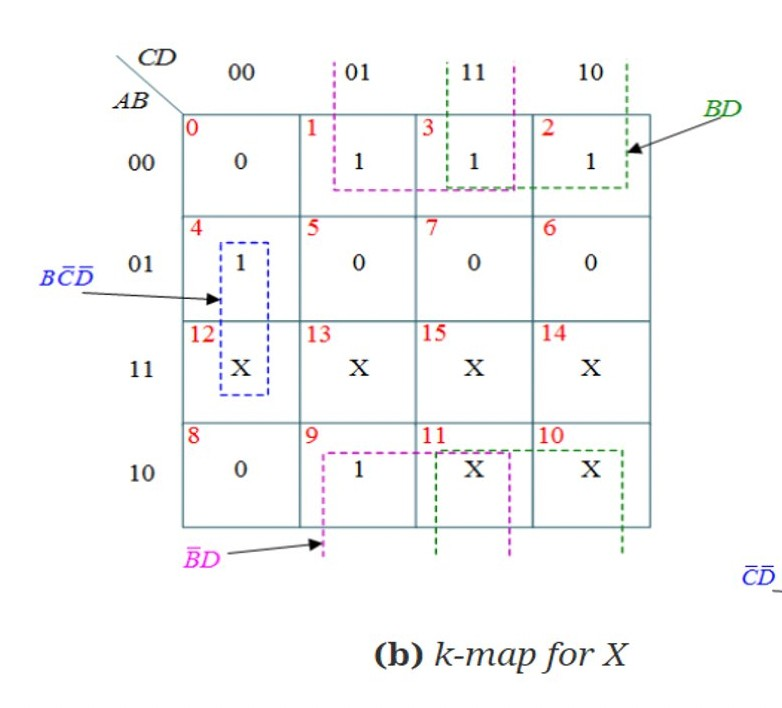 CD
00 01 11 10
AB
BD
0 1 3 2
00 0 1 1 1
4 5 7 6
01 1 0 0 0
BC̅D̅
12 13 15 14
11 X X X X
8 9 11 10
10 0 1 X X
B̅D
C̅D̅
(b) k-map for X